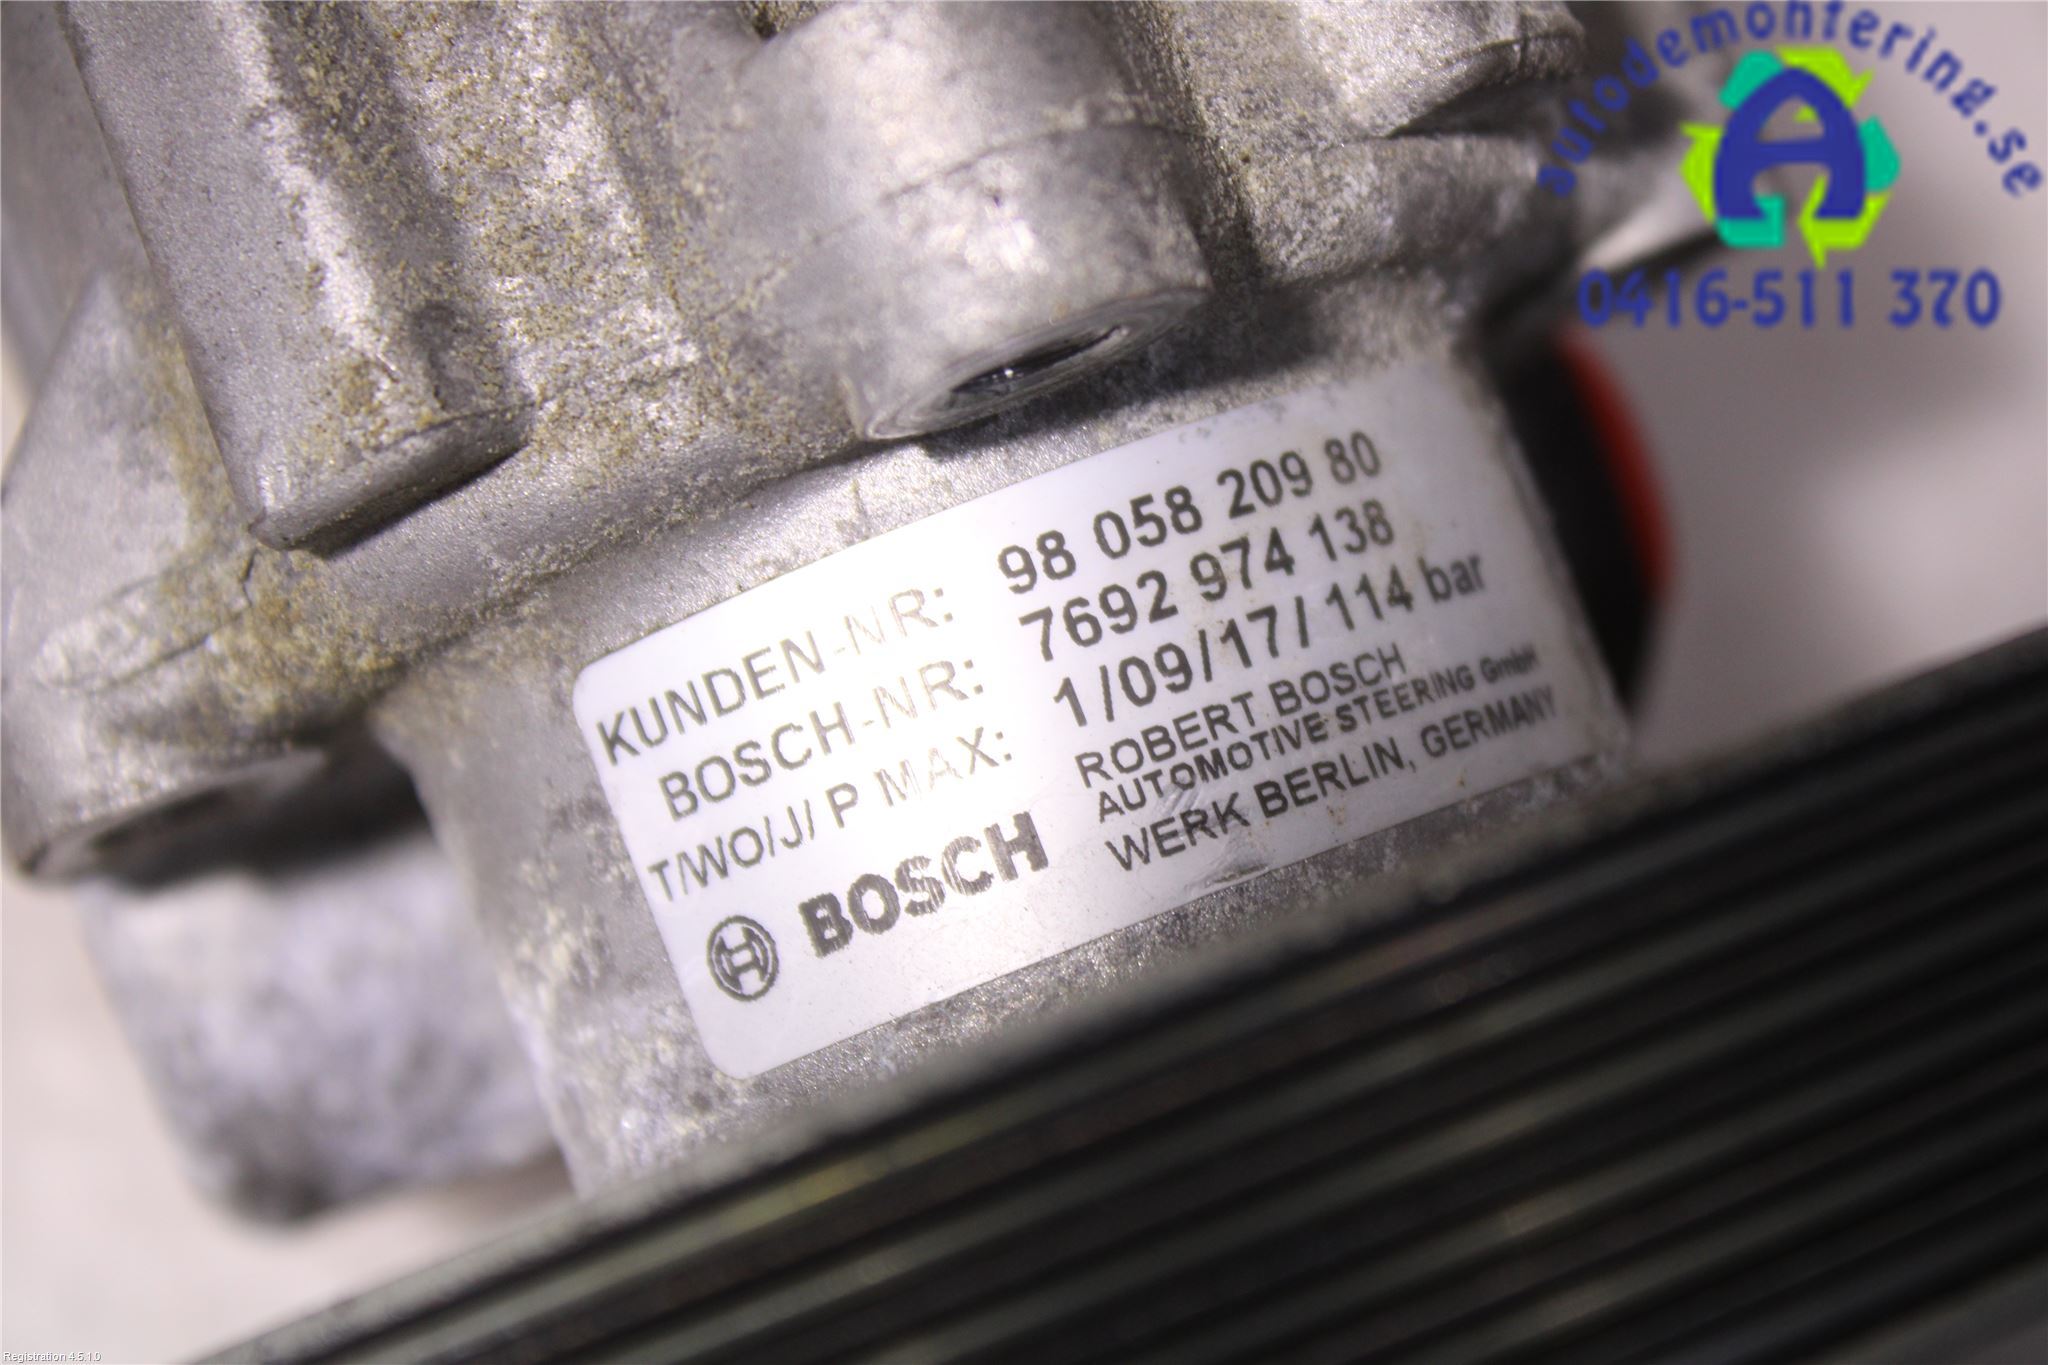 autodemontering.se
A
0416-511 370
KUNDEN-NR: 98 058 209 80
BOSCH-NR: 7692 974 138
T/WO/J/ P MAX: 1/09/17/ 114 bar
BOSCH
ROBERT BOSCH
AUTOMOTIVE STEERING GmbH
WERK BERLIN, GERMANY
Registration 4.5.1.0